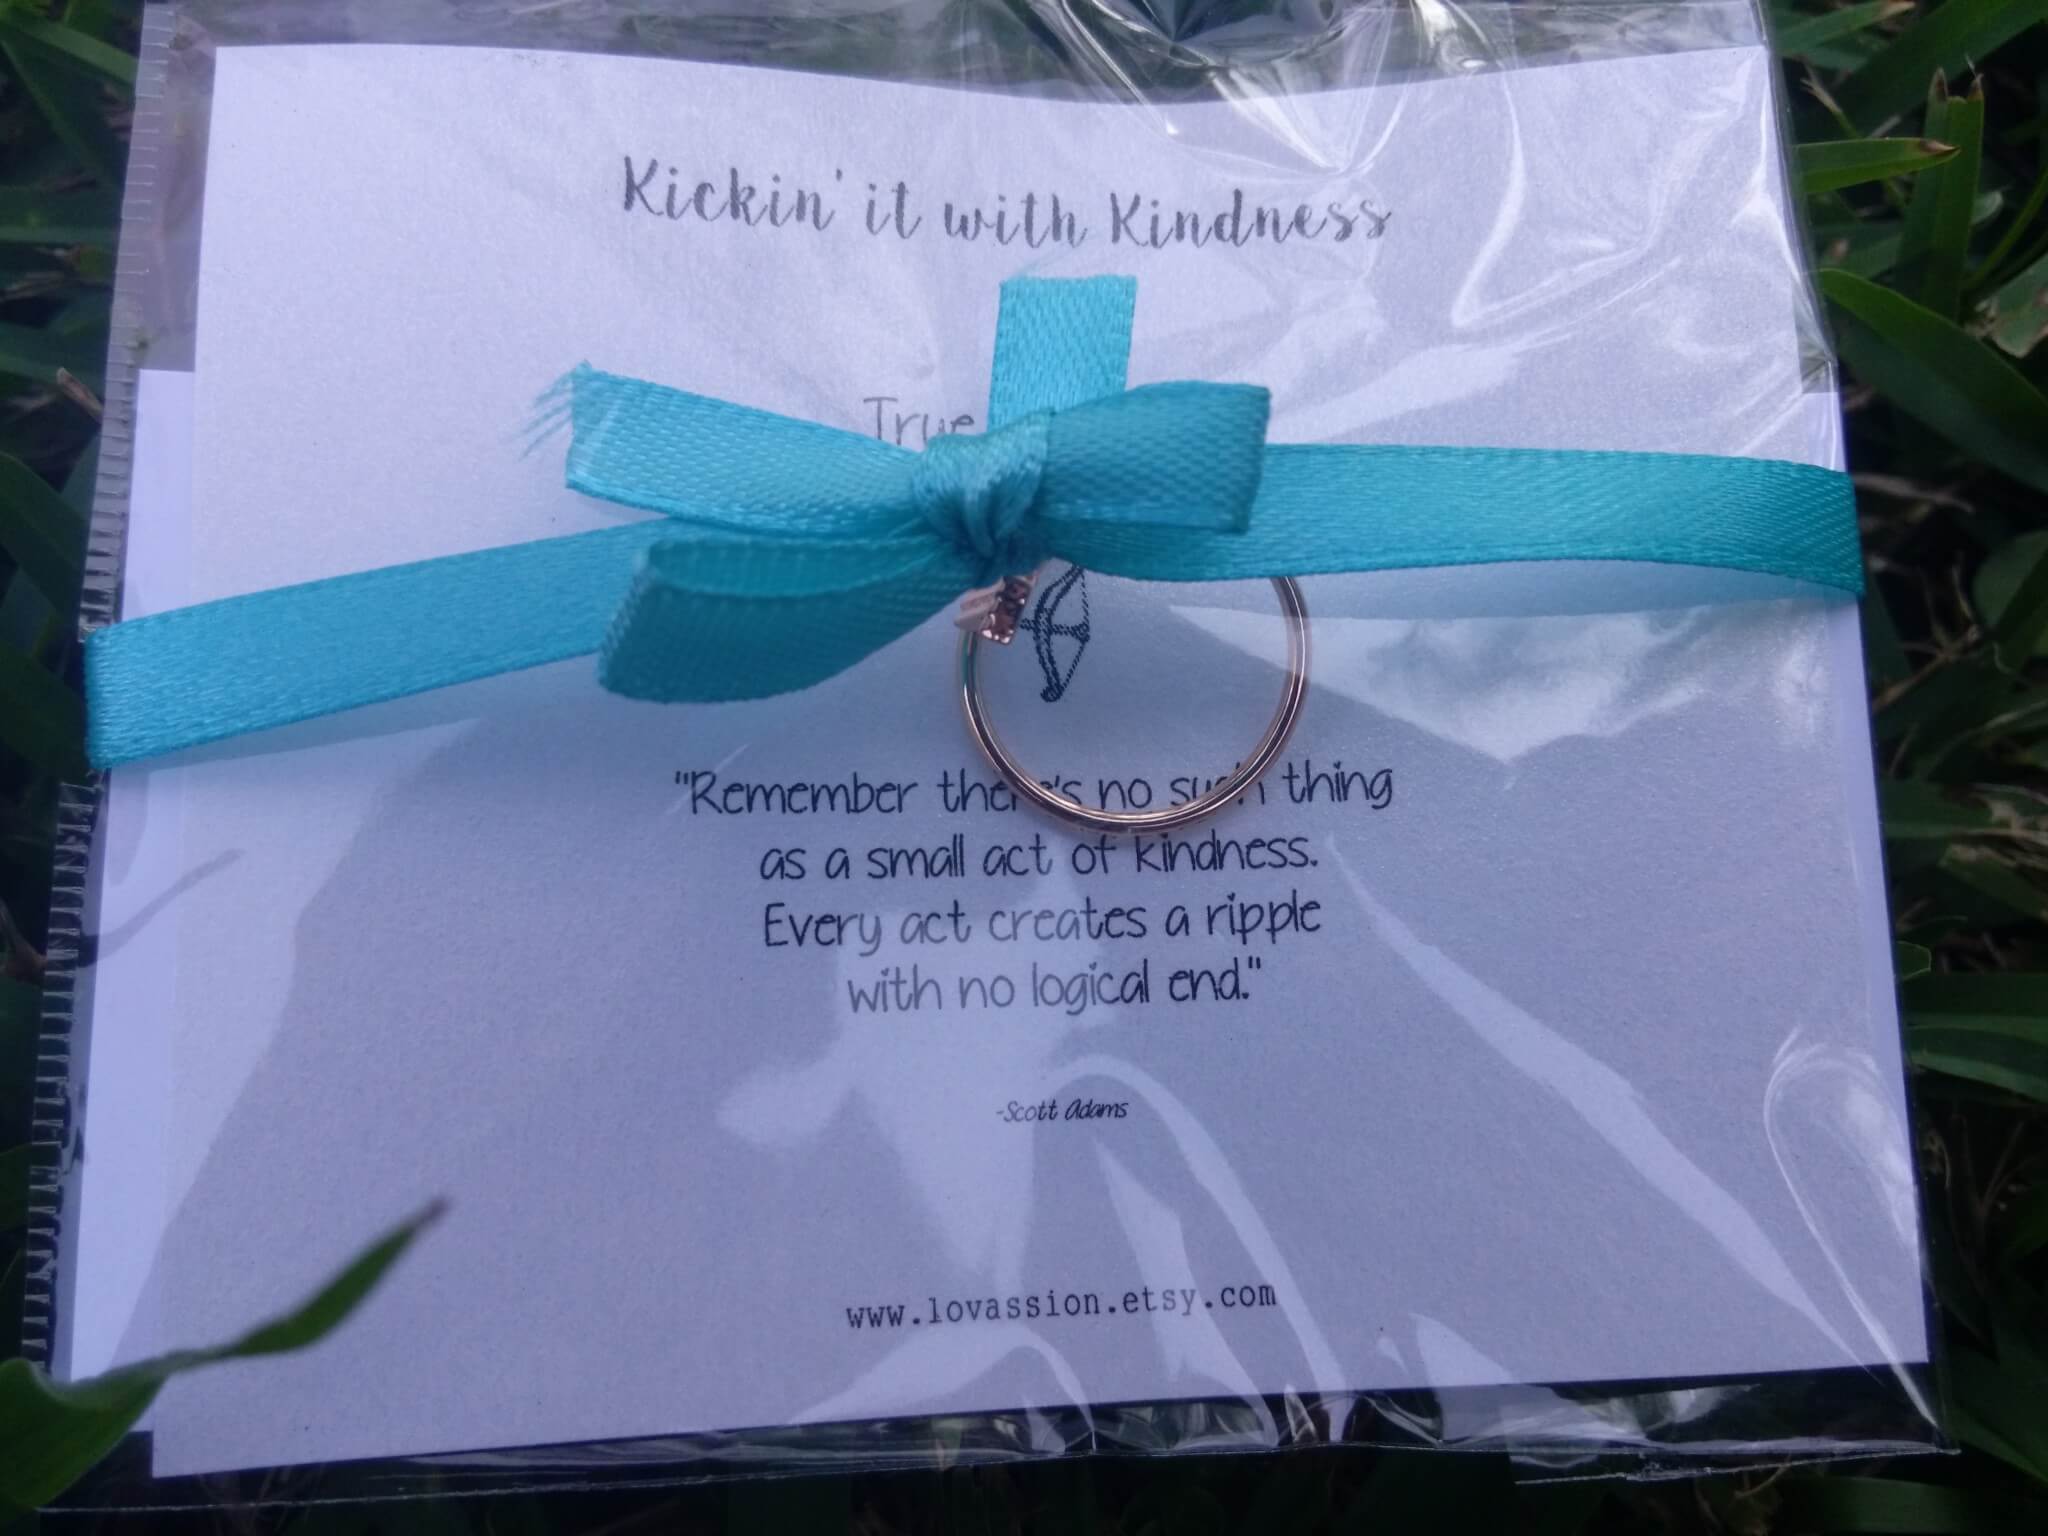 Kickin' it with Kindness
True
"Remember there's no such thing
as a small act of kindness.
Every act creates a ripple
with no logical end."
-Scott Adams
www.lovassion.etsy.com